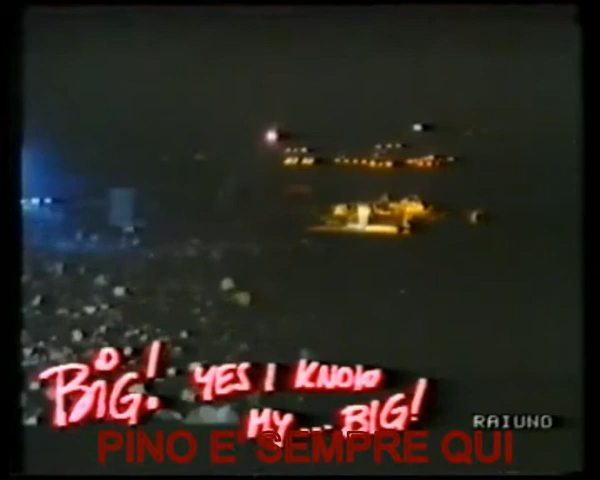 BIG! YES I KNOW
MY... BIG!
RAIUNO
PINO E' SEMPRE QUI